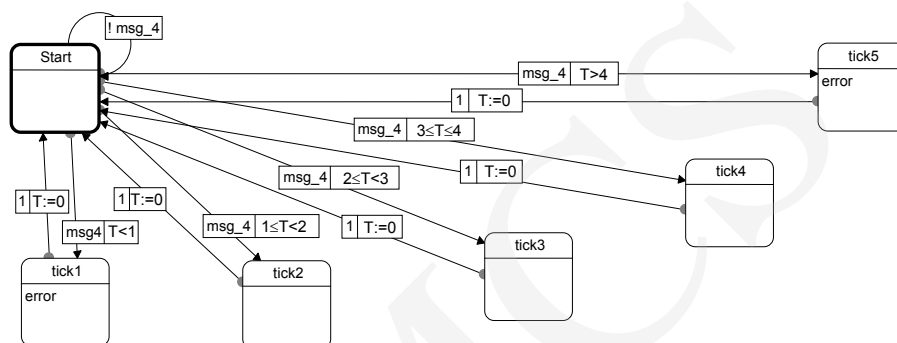 ! msg_4
Start
tick5
msg_4 T>4
error
1 T:=0
msg_4 3≤T≤4
1 T:=0
tick4
msg_4 2≤T<3
1 T:=0
1 T:=0
msg_4 1≤T<2
1 T:=0
msg4 T<1
tick3
tick1
tick2
error
MCS